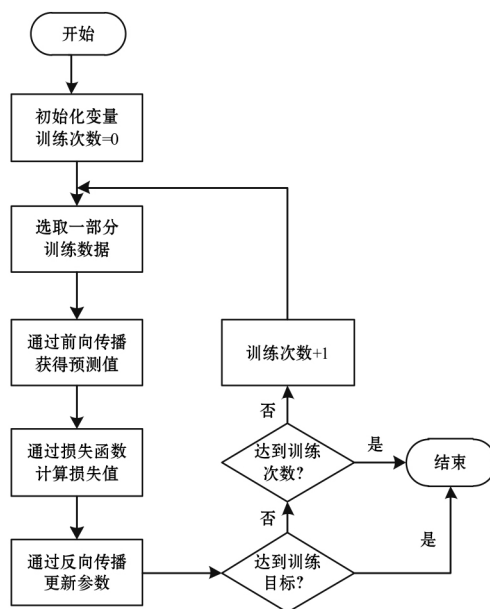 开始
初始化变量
训练次数=0
选取一部分
训练数据
通过前向传播
获得预测值
训练次数+1
否
通过损失函数
计算损失值
达到训练
次数?
是
结束
否
通过反向传播
更新参数
达到训练
目标?
是